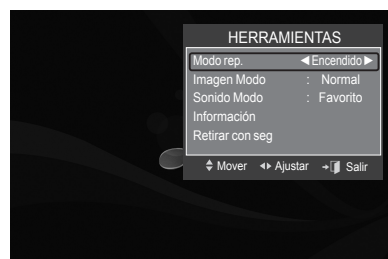 HERRAMIENTAS
Modo rep. ◄Encendido►
Imagen Modo : Normal
Sonido Modo : Favorito
Información
Retirar con seg
Mover Ajustar Salir